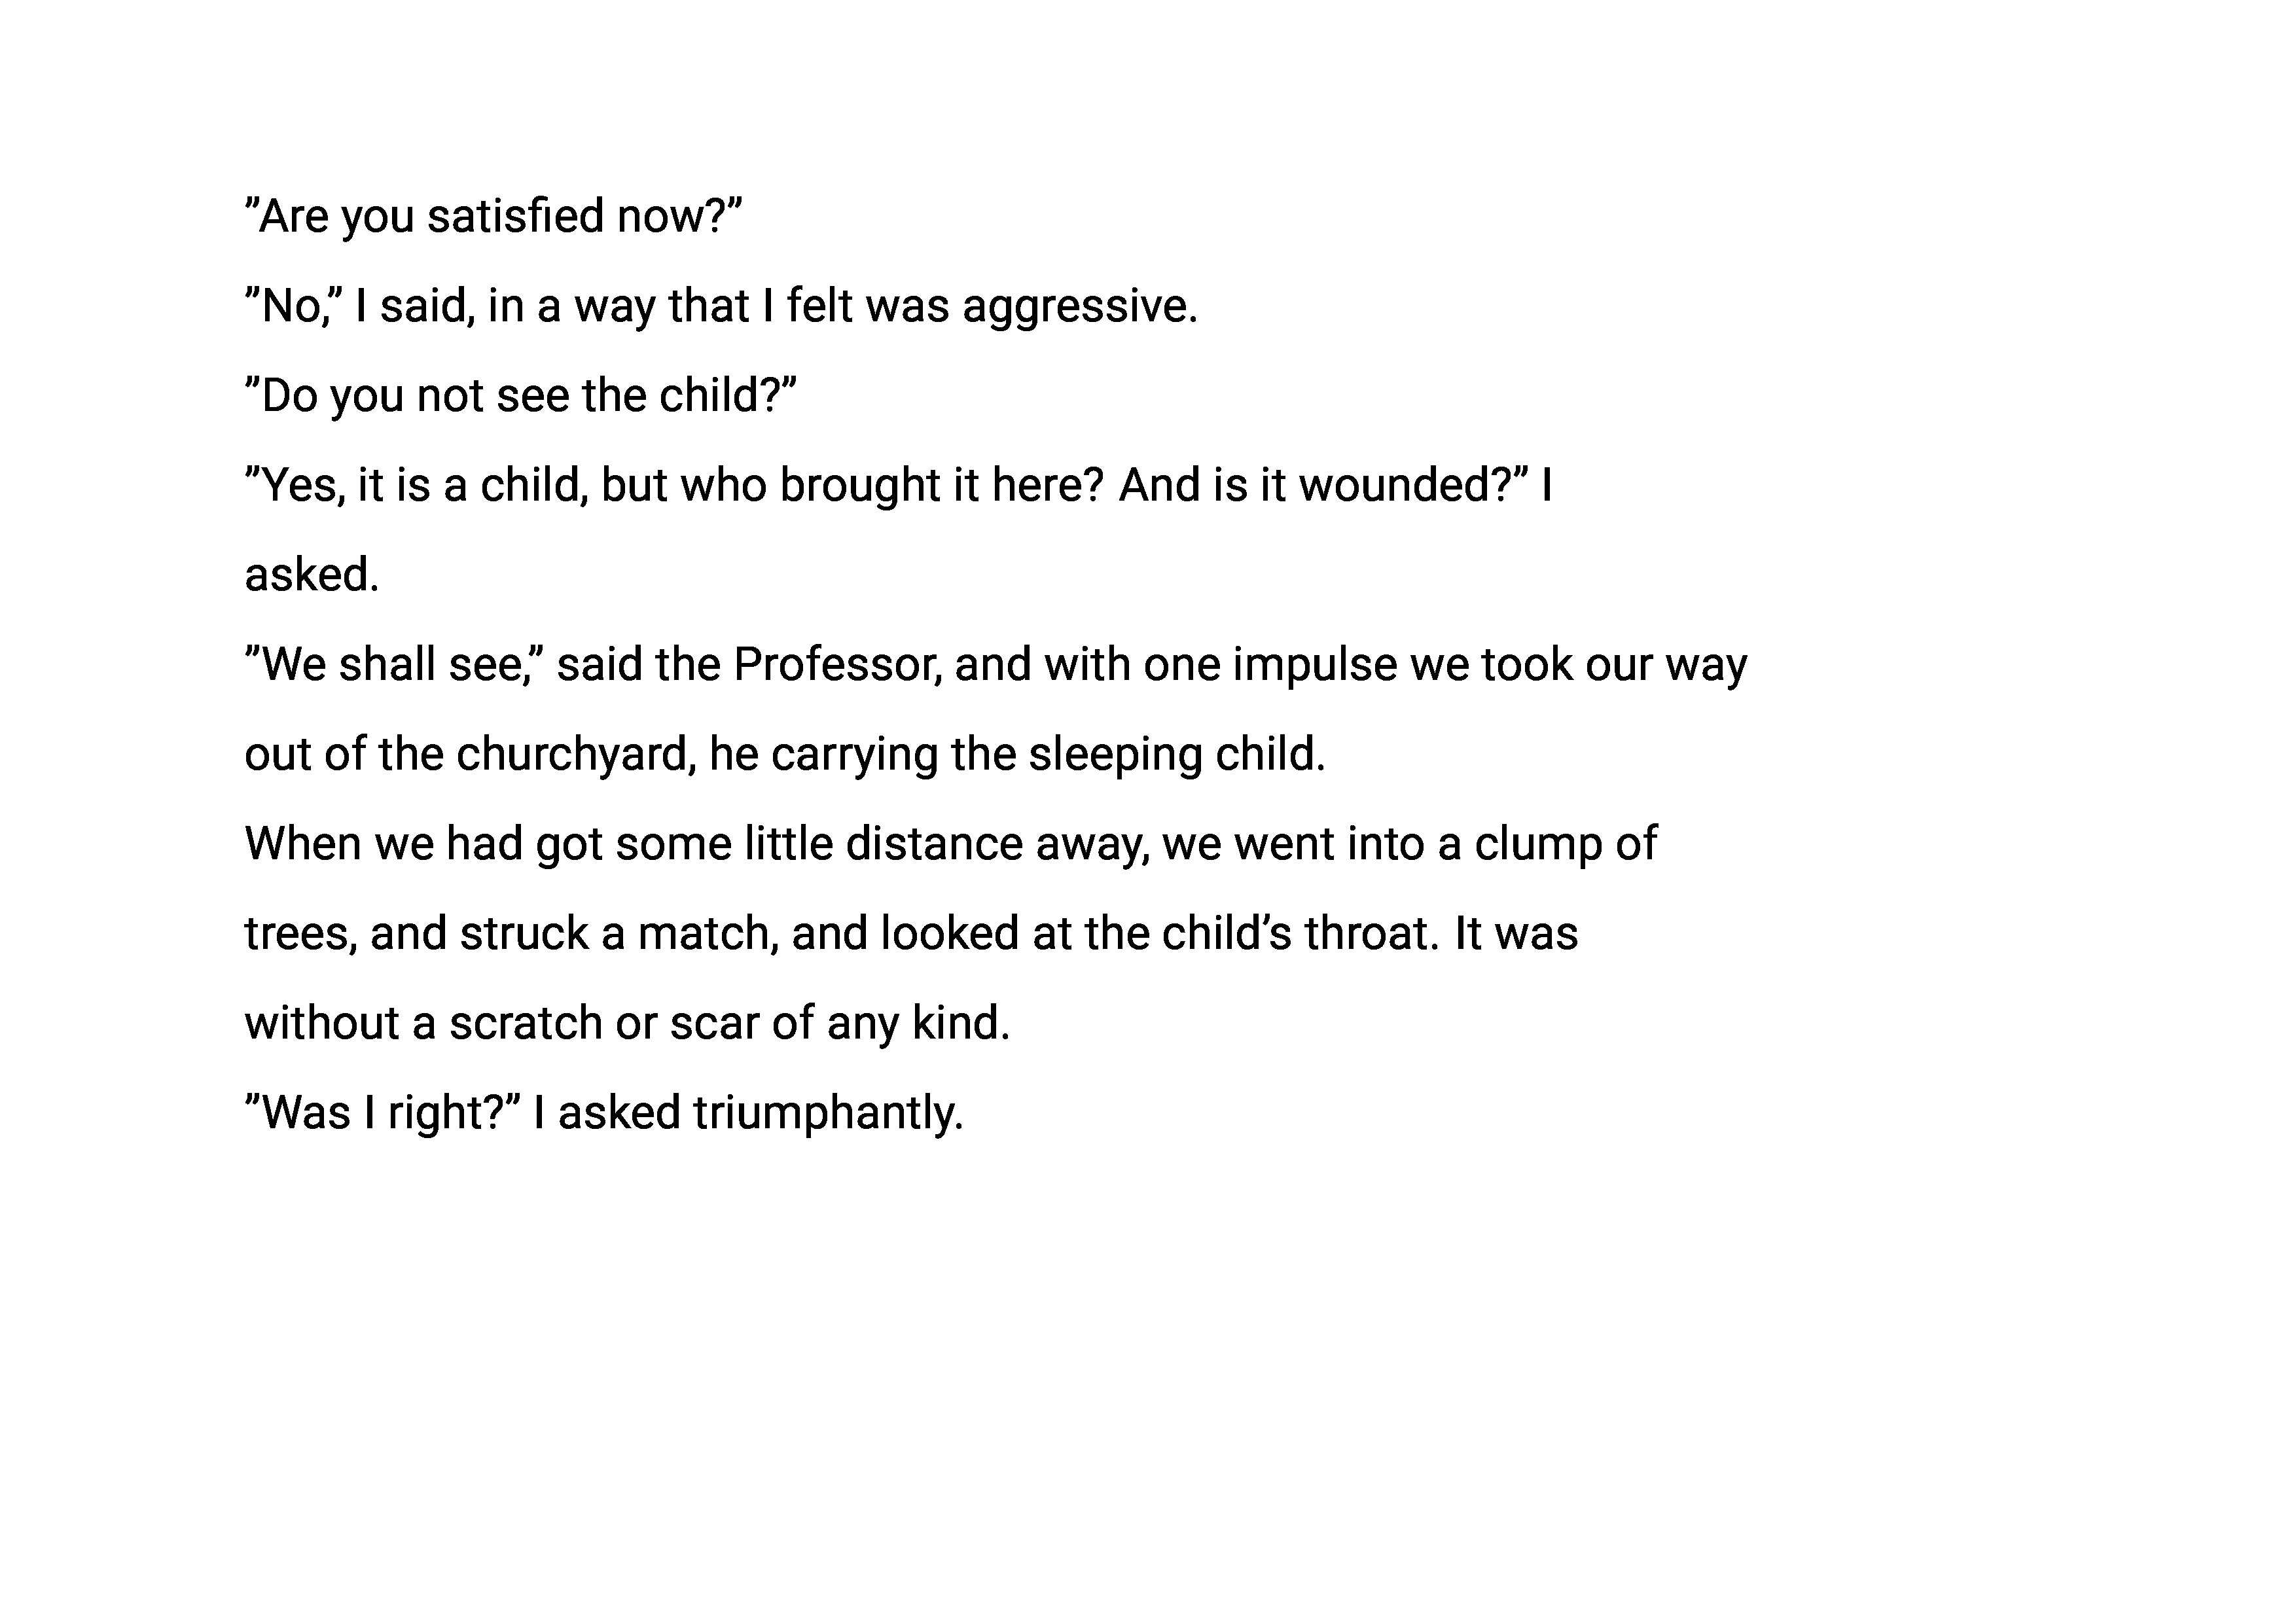 ”Are you satisfied now?”
”No,” I said, in a way that I felt was aggressive.
”Do you not see the child?”
”Yes, it is a child, but who brought it here? And is it wounded?” I
asked.
”We shall see,” said the Professor, and with one impulse we took our way
out of the churchyard, he carrying the sleeping child.
When we had got some little distance away, we went into a clump of
trees, and struck a match, and looked at the child’s throat. It was
without a scratch or scar of any kind.
”Was I right?” I asked triumphantly.